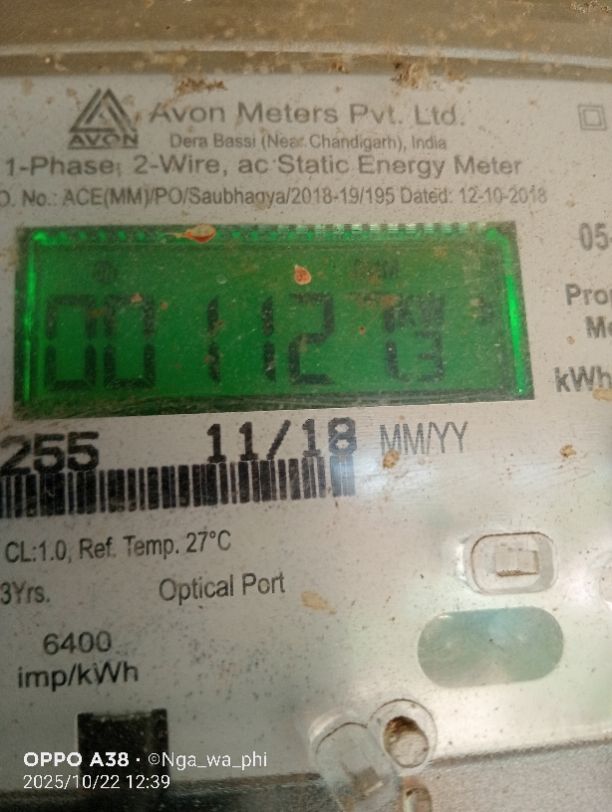 Avon Meters Pvt. Ltd.
AVON
Dera Bassi (Near Chandigarh), India
1-Phase, 2-Wire, ac Static Energy Meter
O. No.: ACE(MM)/PO/Saubhagya/2018-19/195 Dated: 12-10-2018
05-
kWh
255 11/18 MM/YY
CL:1.0, Ref. Temp. 27°C
3Yrs. Optical Port
6400
imp/kWh
OPPO A38 · ©Nga_wa_phi
2025/10/22 12:39